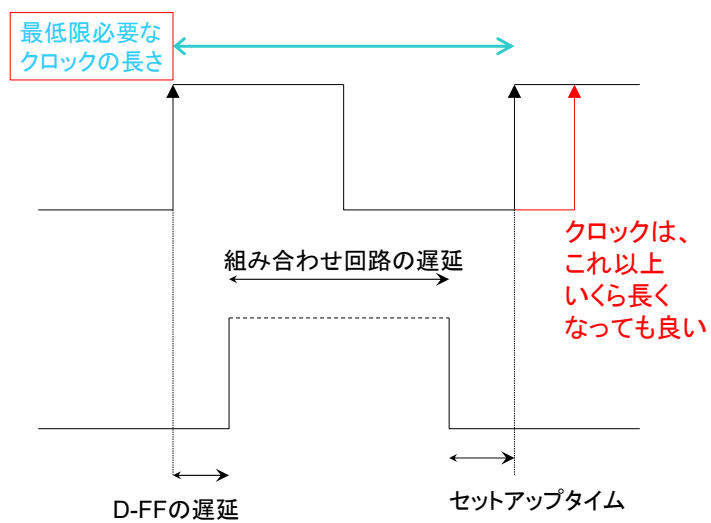 最低限必要な
クロックの長さ
組み合わせ回路の遅延
クロックは、
これ以上
いくら長く
なっても良い
D-FFの遅延
セットアップタイム